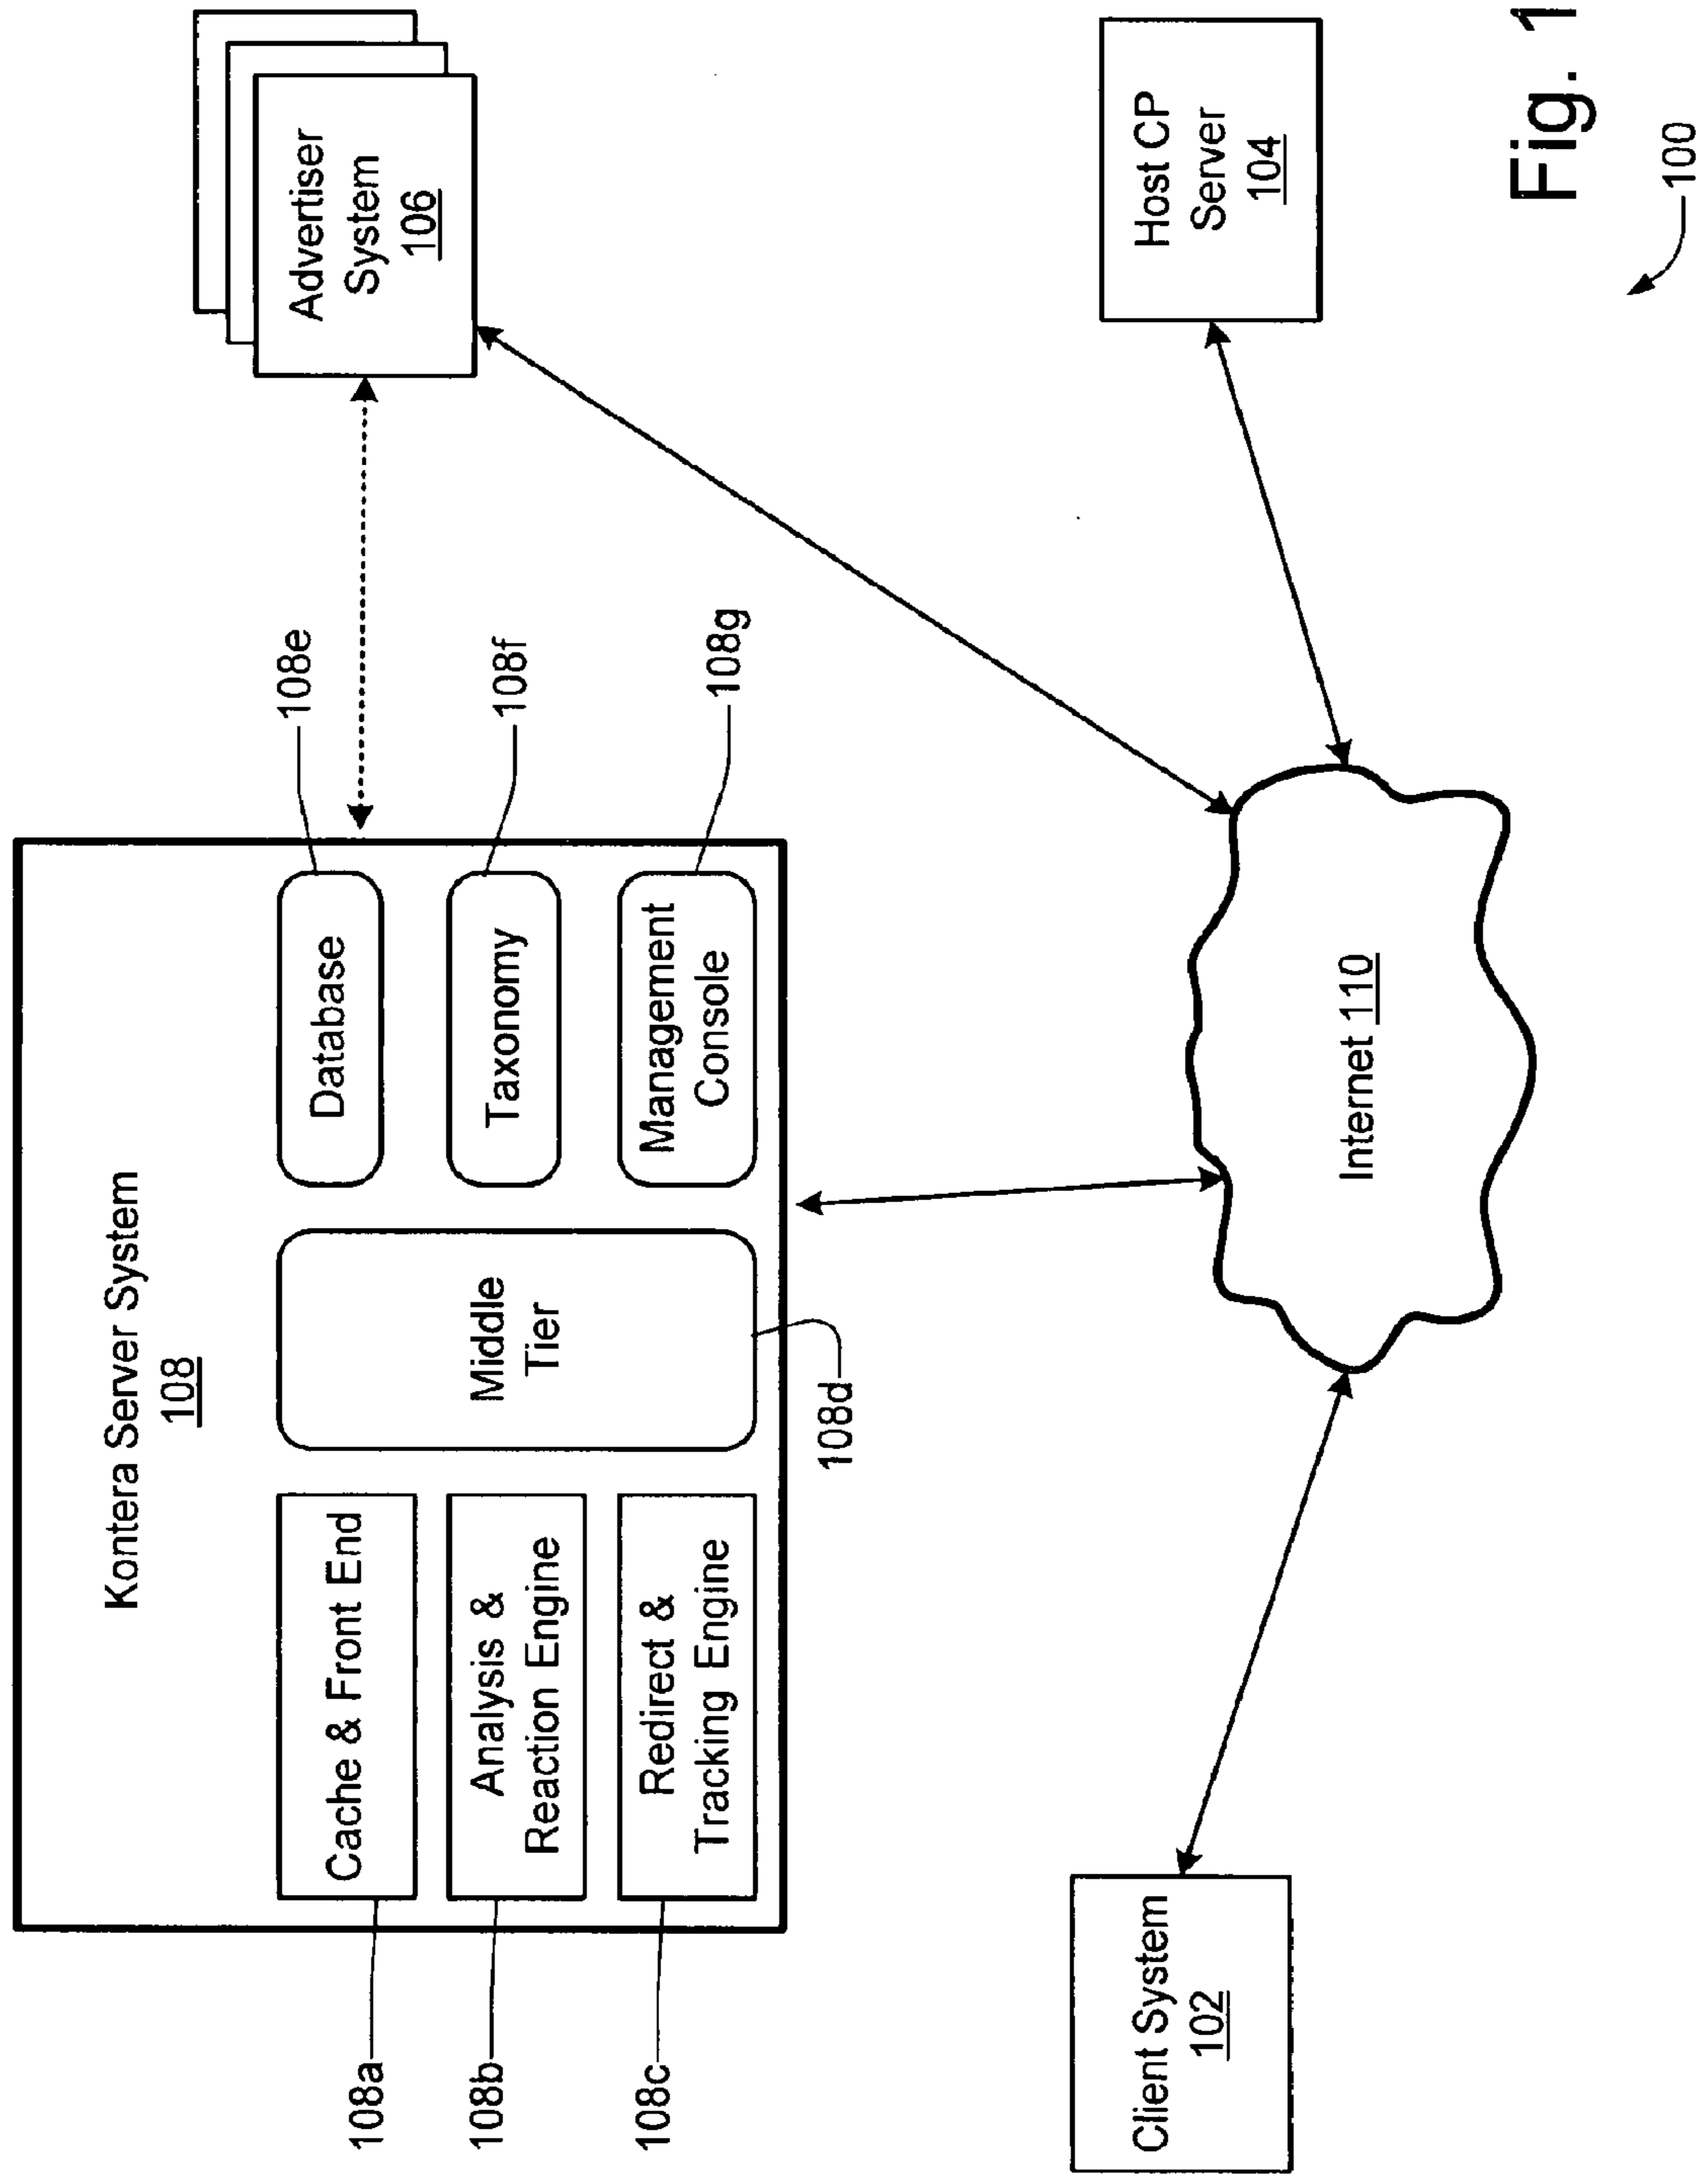 Kontera Server System
108
108a
Cache & Front End
108b
Analysis &
Reaction Engine
108c
Redirect &
Tracking Engine
Middle
Tier
108d
Database
108e
Taxonomy
108f
Management
Console
108g
Advertiser
System
106
Client System
102
Internet 110
Host CP
Server
104
Fig. 1
100